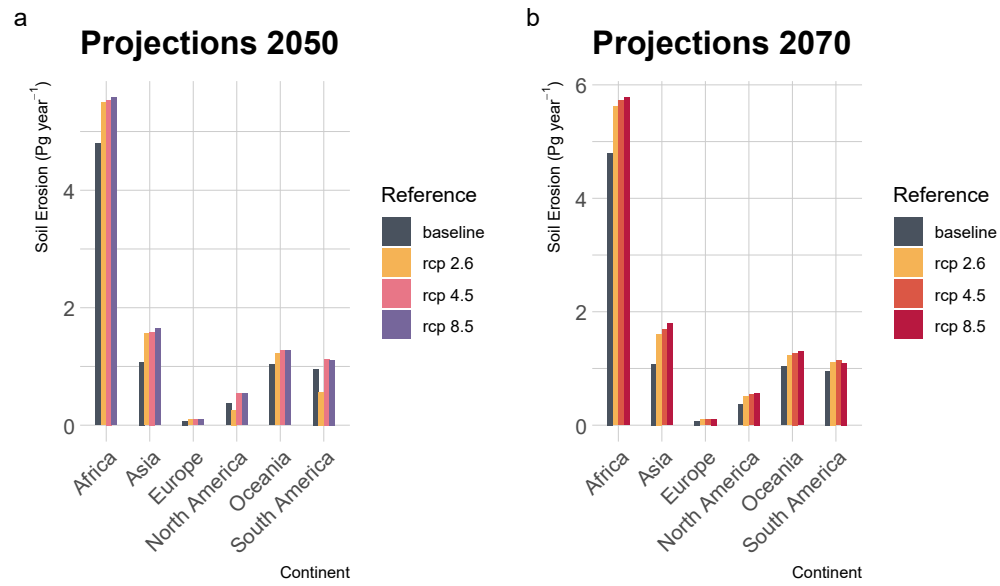 a
Projections 2050
Soil Erosion (Pg year⁻¹)
4
2
0
Africa
Asia
Europe
North America
Oceania
South America
Continent
Reference
baseline
rcp 2.6
rcp 4.5
rcp 8.5
b
Projections 2070
Soil Erosion (Pg year⁻¹)
6
4
2
0
Africa
Asia
Europe
North America
Oceania
South America
Continent
Reference
baseline
rcp 2.6
rcp 4.5
rcp 8.5